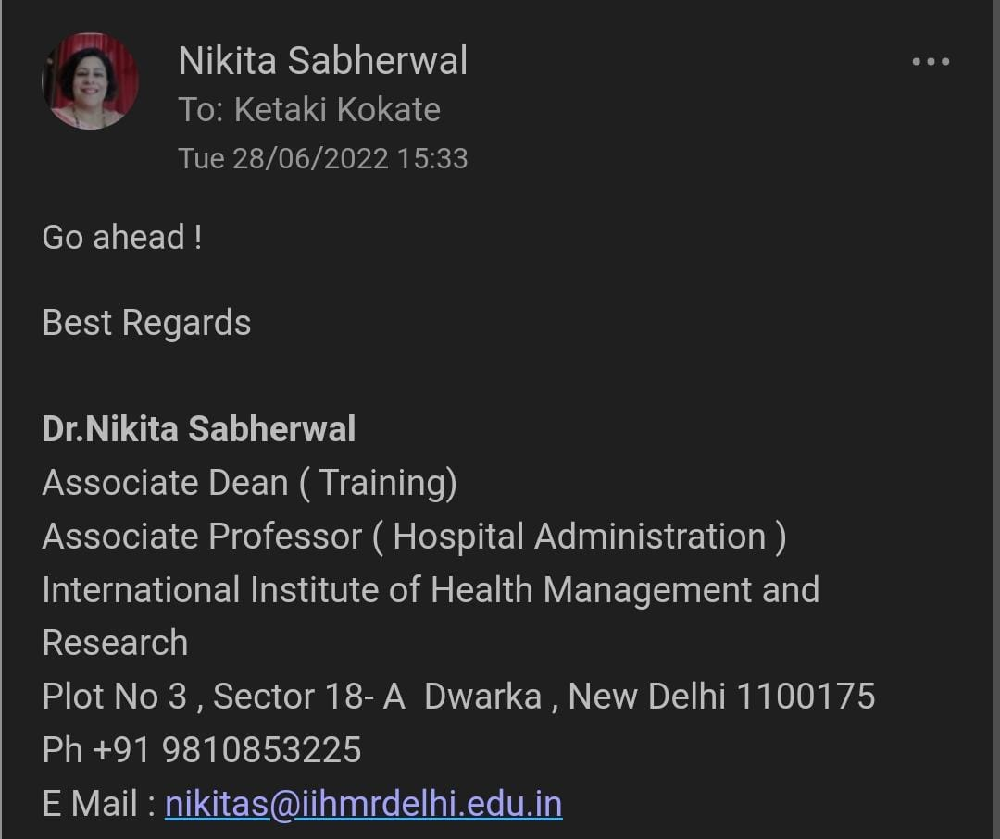 Nikita Sabherwal
To: Ketaki Kokate
Tue 28/06/2022 15:33
Go ahead !
Best Regards
Dr.Nikita Sabherwal
Associate Dean ( Training)
Associate Professor ( Hospital Administration )
International Institute of Health Management and
Research
Plot No 3 , Sector 18- A  Dwarka , New Delhi 1100175
Ph +91 9810853225
E Mail : nikitas@iihmrdelhi.edu.in